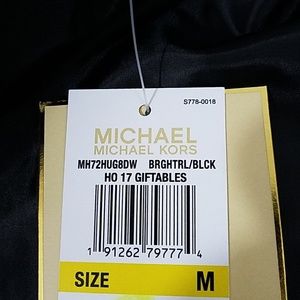 S778-0018
MICHAEL
MICHAEL KORS
MH72HUG8DW BRGHTRL/BLCK
HO 17 GIFTABLES
1 91262 79777 4
SIZE M